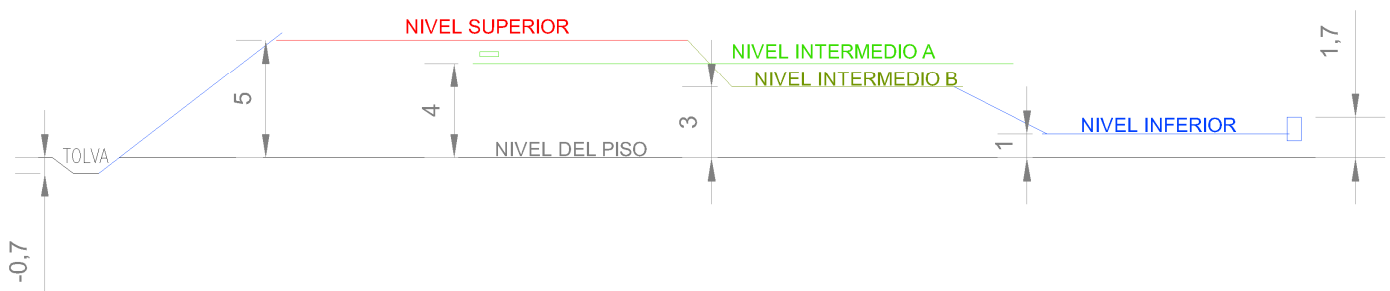 NIVEL SUPERIOR
1,7
NIVEL INTERMEDIO A
NIVEL INTERMEDIO B
5
4
3
NIVEL INFERIOR
1
TOLVA
NIVEL DEL PISO
-0,7